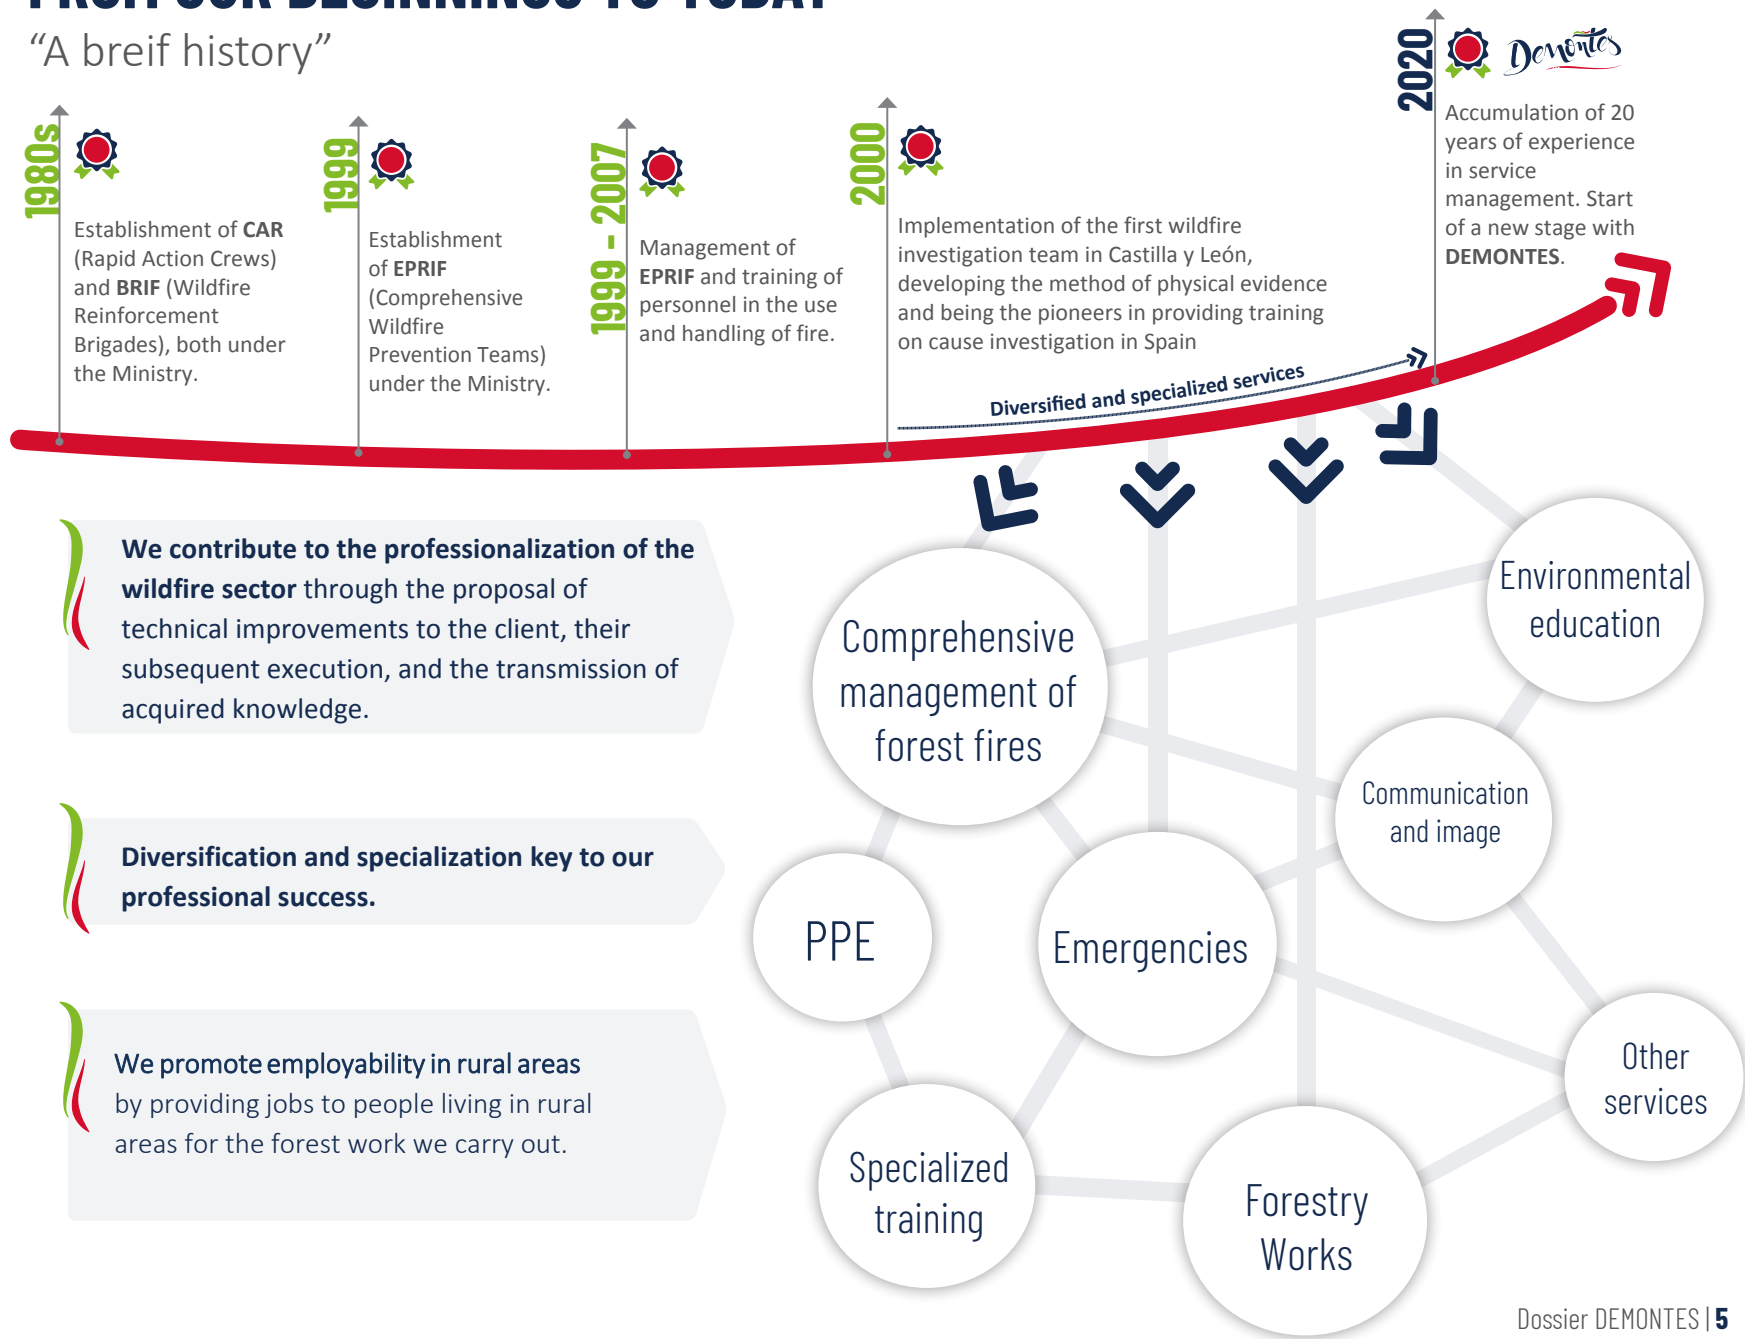 FROM OUR BEGINNINGS TO TODAY
“A breif history”
1980s
Establishment of CAR
(Rapid Action Crews)
and BRIF (Wildfire
Reinforcement
Brigades), both under
the Ministry.
1999
Establishment
of EPRIF
(Comprehensive
Wildfire
Prevention Teams)
under the Ministry.
1999 - 2007
Management of
EPRIF and training of
personnel in the use
and handling of fire.
2000
Implementation of the first wildfire
investigation team in Castilla y León,
developing the method of physical evidence
and being the pioneers in providing training
on cause investigation in Spain
2020
Demontes
Accumulation of 20
years of experience
in service
management. Start
of a new stage with
DEMONTES.
Diversified and specialized services
We contribute to the professionalization of the
wildfire sector through the proposal of
technical improvements to the client, their
subsequent execution, and the transmission of
acquired knowledge.
Diversification and specialization key to our
professional success.
We promote employability in rural areas
by providing jobs to people living in rural
areas for the forest work we carry out.
Comprehensive
management of
forest fires
Environmental
education
Communication
and image
PPE
Emergencies
Other
services
Specialized
training
Forestry
Works
Dossier DEMONTES | 5